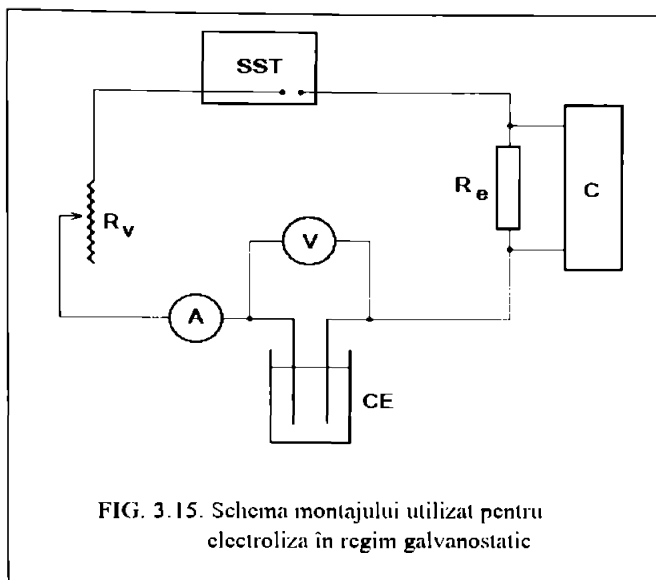 SST
R_e
C
R_v
V
A
CE
FIG. 3.15. Schema montajului utilizat pentru
electroliza în regim galvanostatic